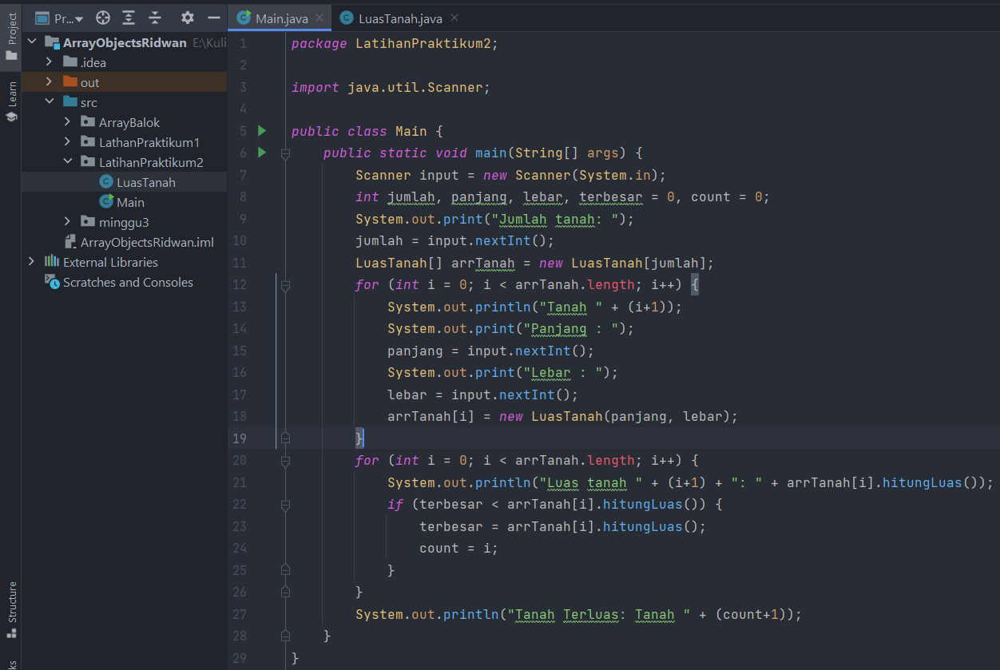 Project
Learn
Structure
ks
Pr...
ArrayObjectsRidwan E:\Kuli
.idea
out
src
ArrayBalok
LathanPraktikum1
LatihanPraktikum2
LuasTanah
Main
minggu3
ArrayObjectsRidwan.iml
External Libraries
Scratches and Consoles
Main.java
LuasTanah.java
1 package LatihanPraktikum2;
2
3 import java.util.Scanner;
4
5 public class Main {
6     public static void main(String[] args) {
7         Scanner input = new Scanner(System.in);
8         int jumlah, panjang, lebar, terbesar = 0, count = 0;
9         System.out.print("Jumlah tanah: ");
10         jumlah = input.nextInt();
11         LuasTanah[] arrTanah = new LuasTanah[jumlah];
12         for (int i = 0; i < arrTanah.length; i++) {
13             System.out.println("Tanah " + (i+1));
14             System.out.print("Panjang : ");
15             panjang = input.nextInt();
16             System.out.print("Lebar : ");
17             lebar = input.nextInt();
18             arrTanah[i] = new LuasTanah(panjang, lebar);
19         }
20         for (int i = 0; i < arrTanah.length; i++) {
21             System.out.println("Luas tanah " + (i+1) + ": " + arrTanah[i].hitungLuas());
22             if (terbesar < arrTanah[i].hitungLuas()) {
23                 terbesar = arrTanah[i].hitungLuas();
24                 count = i;
25             }
26         }
27         System.out.println("Tanah Terluas: Tanah " + (count+1));
28     }
29 }